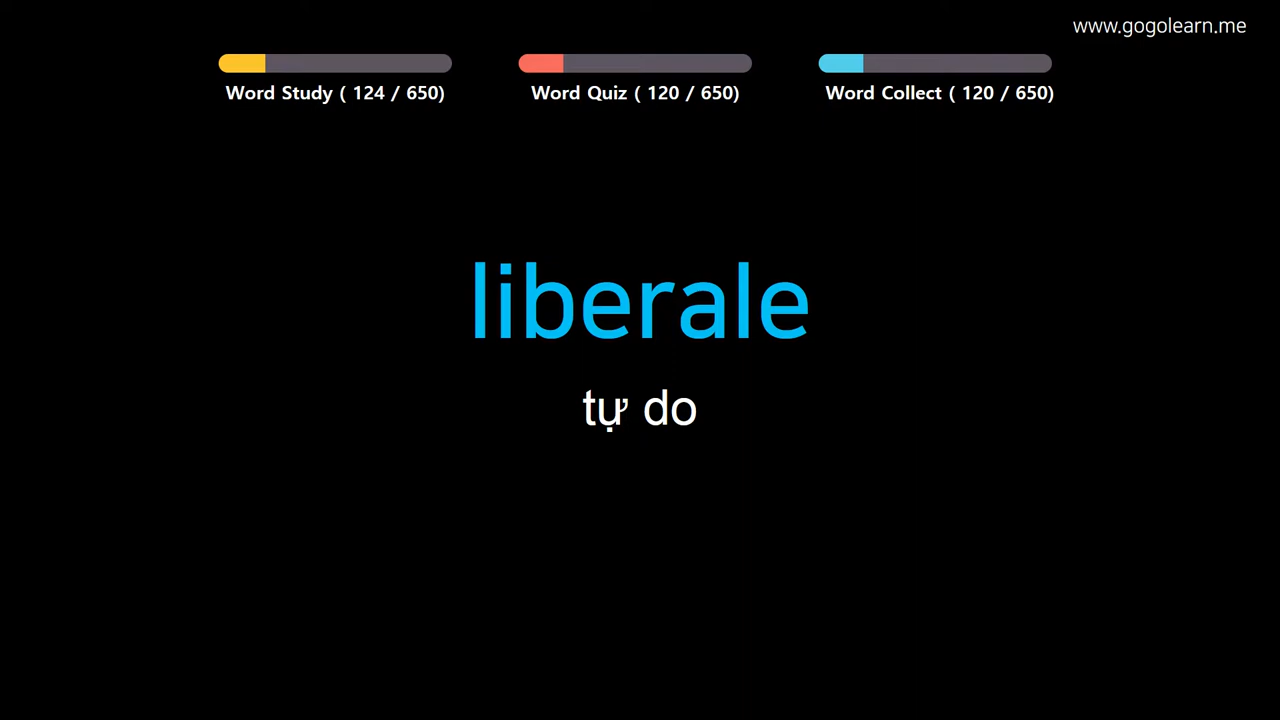 www.gogolearn.me
Word Study ( 124 / 650)
Word Quiz ( 120 / 650)
Word Collect ( 120 / 650)
liberale
tự do